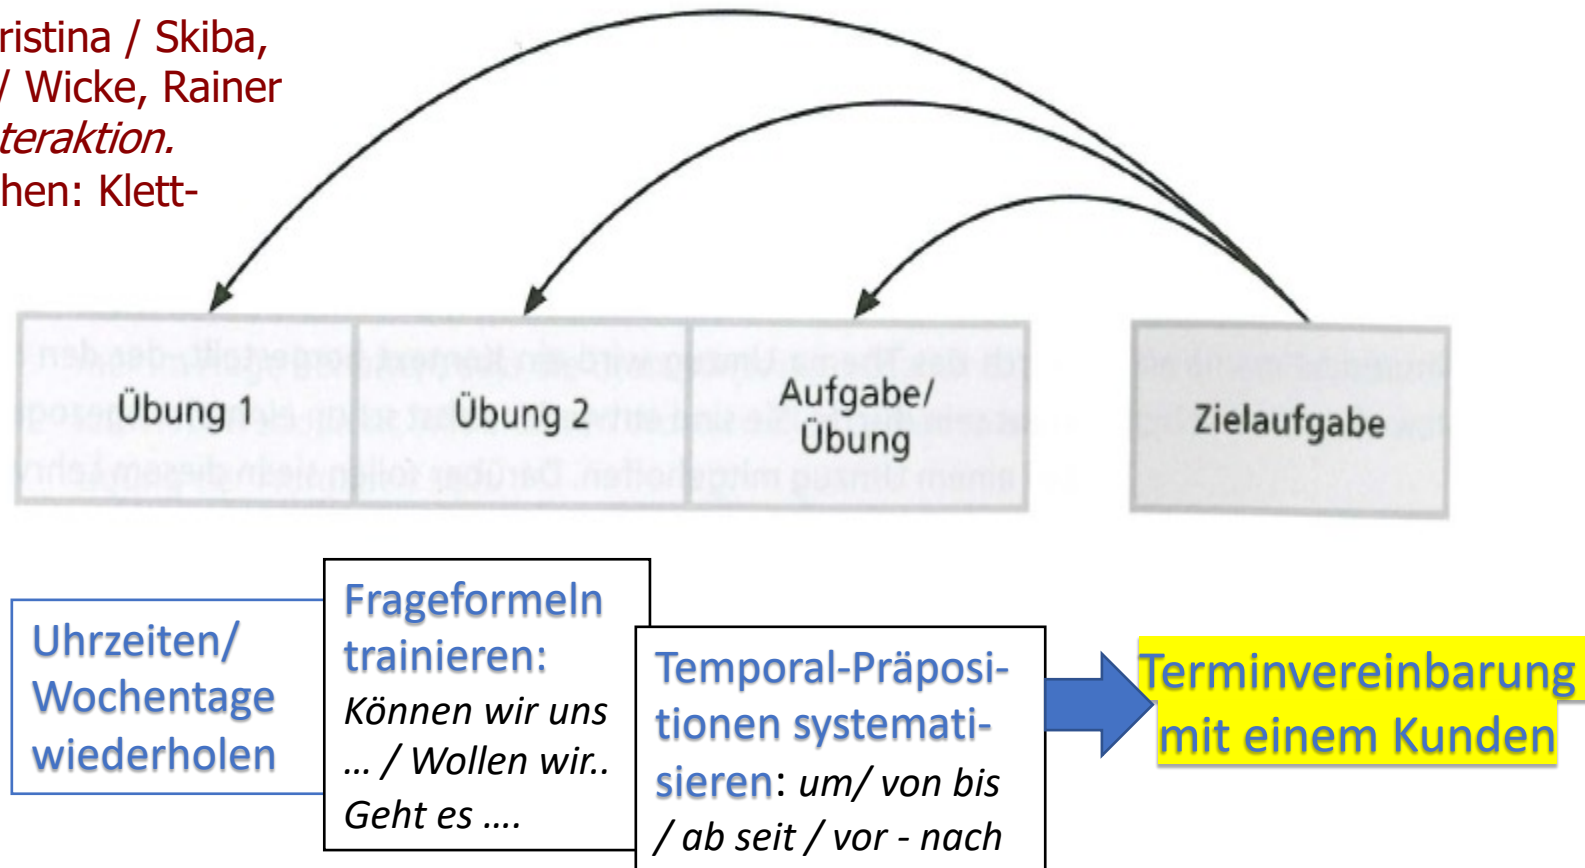 ristina / Skiba,
/ Wicke, Rainer
teraktion.
hen: Klett-
Übung 1
Übung 2
Aufgabe/
Übung
Zielaufgabe
Uhrzeiten/
Wochentage
wiederholen
Frageformeln
trainieren:
Können wir uns
... / Wollen wir..
Geht es ....
Temporal-Präposi-
tionen systemati-
sieren: um/ von bis
/ ab seit / vor - nach
Terminvereinbarung
mit einem Kunden